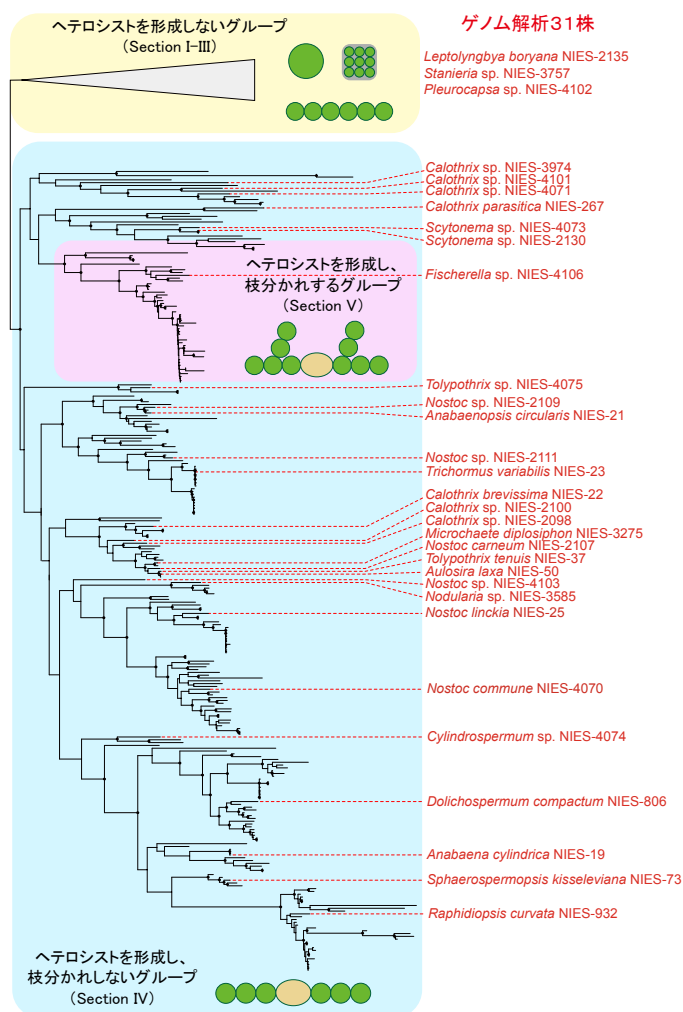 ヘテロシストを形成しないグループ
(Section I-III)
ゲノム解析31株
Leptolyngbya boryana NIES-2135
Stanieria sp. NIES-3757
Pleurocapsa sp. NIES-4102
Calothrix sp. NIES-3974
Calothrix sp. NIES-4101
Calothrix sp. NIES-4071
Calothrix parasitica NIES-267
Scytonema sp. NIES-4073
Scytonema sp. NIES-2130
ヘテロシストを形成し、
枝分かれするグループ
(Section V)
Fischerella sp. NIES-4106
Tolypothrix sp. NIES-4075
Nostoc sp. NIES-2109
Anabaenopsis circularis NIES-21
Nostoc sp. NIES-2111
Trichormus variabilis NIES-23
Calothrix brevissima NIES-22
Calothrix sp. NIES-2100
Calothrix sp. NIES-2098
Microchaete diplosiphon NIES-3275
Nostoc carneum NIES-2107
Tolypothrix tenuis NIES-37
Aulosira laxa NIES-50
Nostoc sp. NIES-4103
Nodularia sp. NIES-3585
Nostoc linckia NIES-25
Nostoc commune NIES-4070
Cylindrospermum sp. NIES-4074
Dolichospermum compactum NIES-806
Anabaena cylindrica NIES-19
Sphaerospermopsis kisseleviana NIES-73
Raphidiopsis curvata NIES-932
ヘテロシストを形成し、
枝分かれしないグループ
(Section IV)